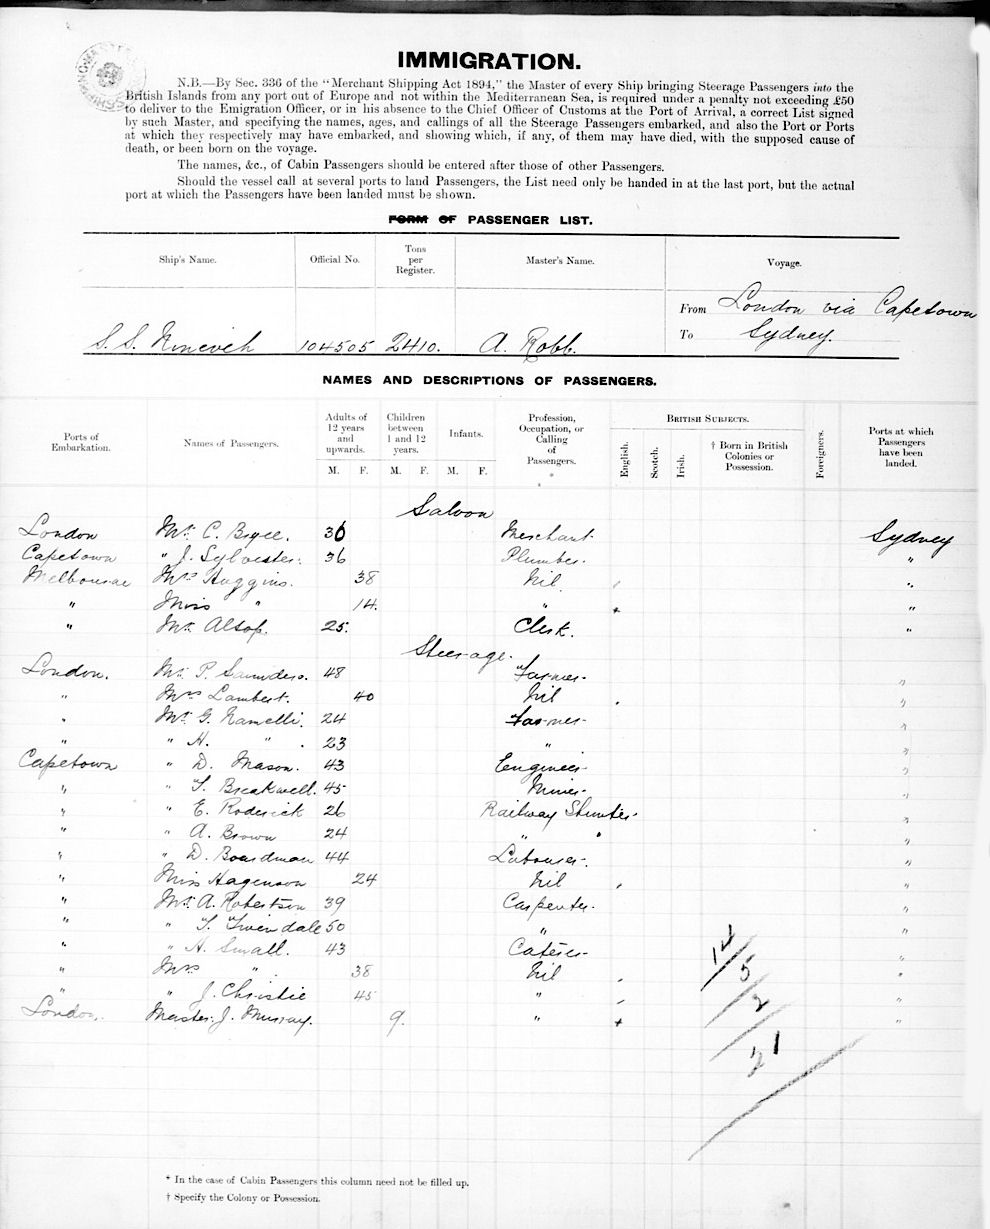 IMMIGRATION.
N.B.—By Sec. 336 of the "Merchant Shipping Act 1894," the Master of every Ship bringing Steerage Passengers into the
British Islands from any port out of Europe and not within the Mediterranean Sea, is required under a penalty not exceeding £50
to deliver to the Emigration Officer, or in his absence to the Chief Officer of Customs at the Port of Arrival, a correct List signed
by such Master, and specifying the names, ages, and callings of all the Steerage Passengers embarked, and also the Port or Ports
at which they respectively may have embarked, and showing which, if any, of them may have died, with the supposed cause of
death, or been born on the voyage.
The names, &c., of Cabin Passengers should be entered after those of other Passengers.
Should the vessel call at several ports to land Passengers, the List need only be handed in at the last port, but the actual
port at which the Passengers have been landed must be shown.
FORM OF PASSENGER LIST.
Ship's Name. Official No. Tons per Register. Master's Name. Voyage.
S.S. Nineveh 104505 2410. A. Robb. From London via Capetown
To Sydney.
NAMES AND DESCRIPTIONS OF PASSENGERS.
Ports of Embarkation. Names of Passengers. Adults of 12 years and upwards. Children between 1 and 12 years. Infants. Profession, Occupation, or Calling of Passengers. * BRITISH SUBJECTS. English. Scotch. Irish. † Born in British Colonies or Possession. Foreigners. Ports at which Passengers have been landed.
M. F. M. F. M. F.
Saloon
London Mr. C. Bryce. 36 Merchant. Sydney
Capetown " J. Sylvester. 36 Plumber. "
Melbourne Mrs Huggins. 38 Nil. "
" Miss " 14. " "
" Mr. Alsop. 25. Clerk. "
Steerage.
London. Mr. P. Saunders. 48 Farmer. "
" Mrs Lambert. 40 Nil "
" Mr. G. Namelli. 24 Farmer "
" " H. " . 23 " "
Capetown " D. Mason. 43 Engineer "
" " T. Breakwell. 45 Miner "
" " E. Roderick 26 Railway Shunter "
" " A. Brown 24 " " "
" " D. Boardman 44 Labourer. "
" Miss Hagenson 24 Nil "
" Mr. A. Robertson 39 Carpenter. "
" " T. Twendale 50 " "
" " H. Small. 43 Caterer "
" Mrs " 38 Nil "
" " J. Christie 45 " "
London. Master. J. Murray. 9. " "
14
5
2
21
* In the case of Cabin Passengers this column need not be filled up.
† Specify the Colony or Possession.